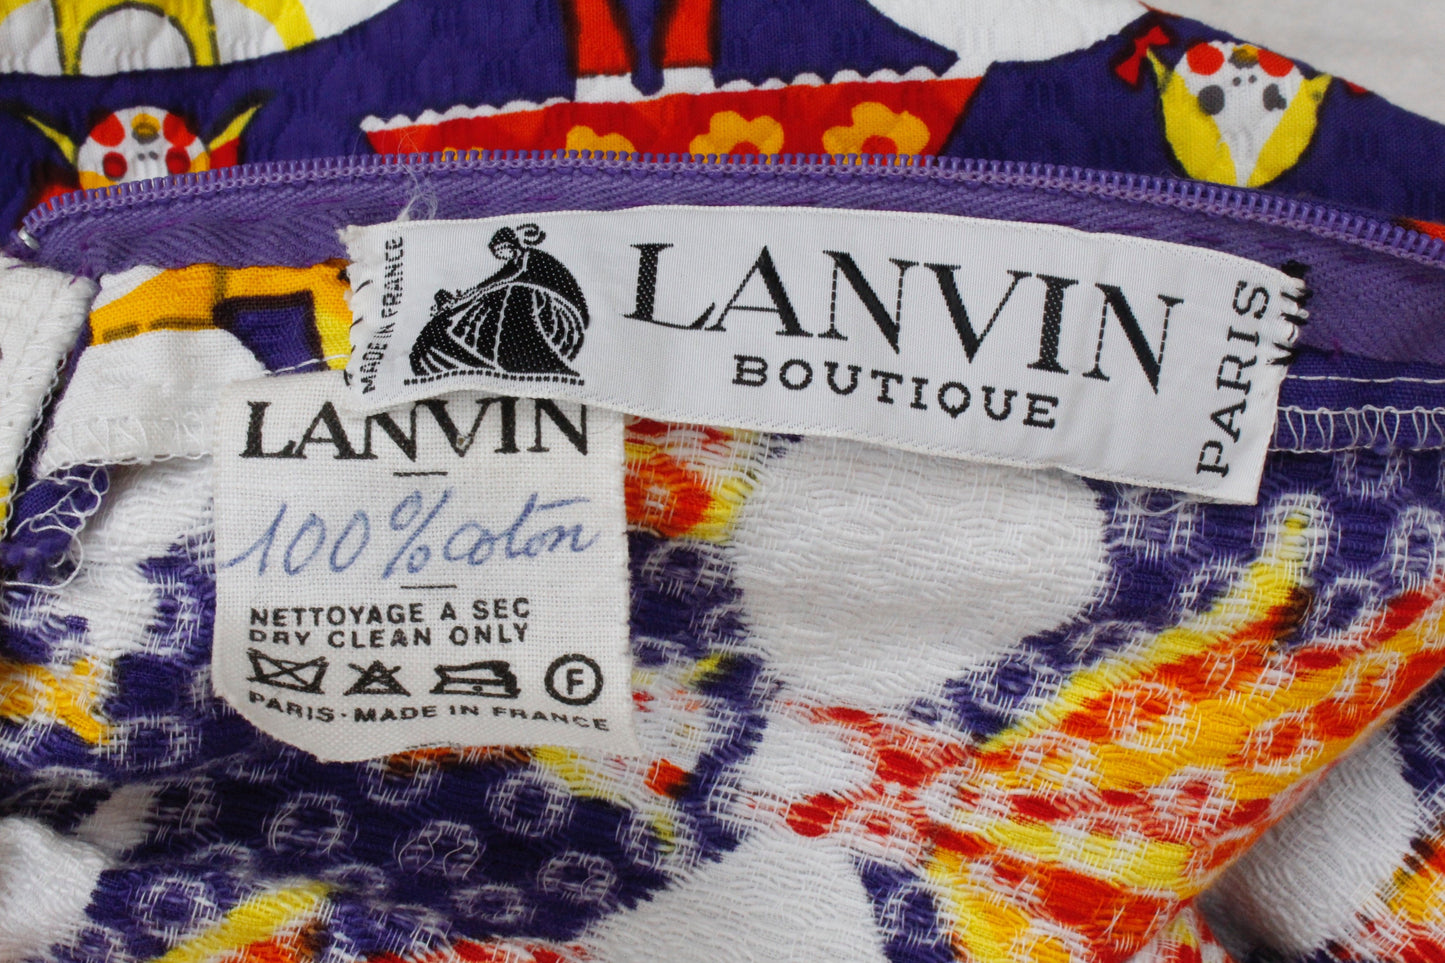 MADE IN FRANCE
LANVIN
BOUTIQUE
PARIS
LANVIN
100% coton
NETTOYAGE A SEC
DRY CLEAN ONLY
F
PARIS·MADE IN FRANCE